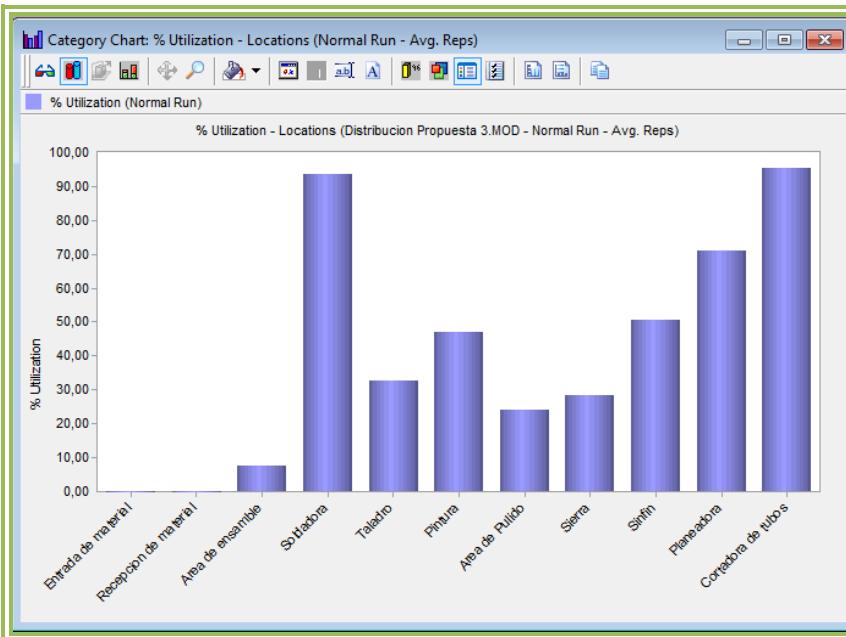 Category Chart: % Utilization - Locations (Normal Run - Avg. Reps)
% Utilization (Normal Run)
% Utilization - Locations (Distribucion Propuesta 3.MOD - Normal Run - Avg. Reps)
100,00
90,00
80,00
70,00
60,00
50,00
40,00
30,00
20,00
10,00
0,00
% Utilization
Entrada de material
Recepcion de material
Area de ensamble
Soldadora
Taladro
Pintura
Area de Pulido
Sierra
Sinfin
Planeadora
Cortadora de tubos